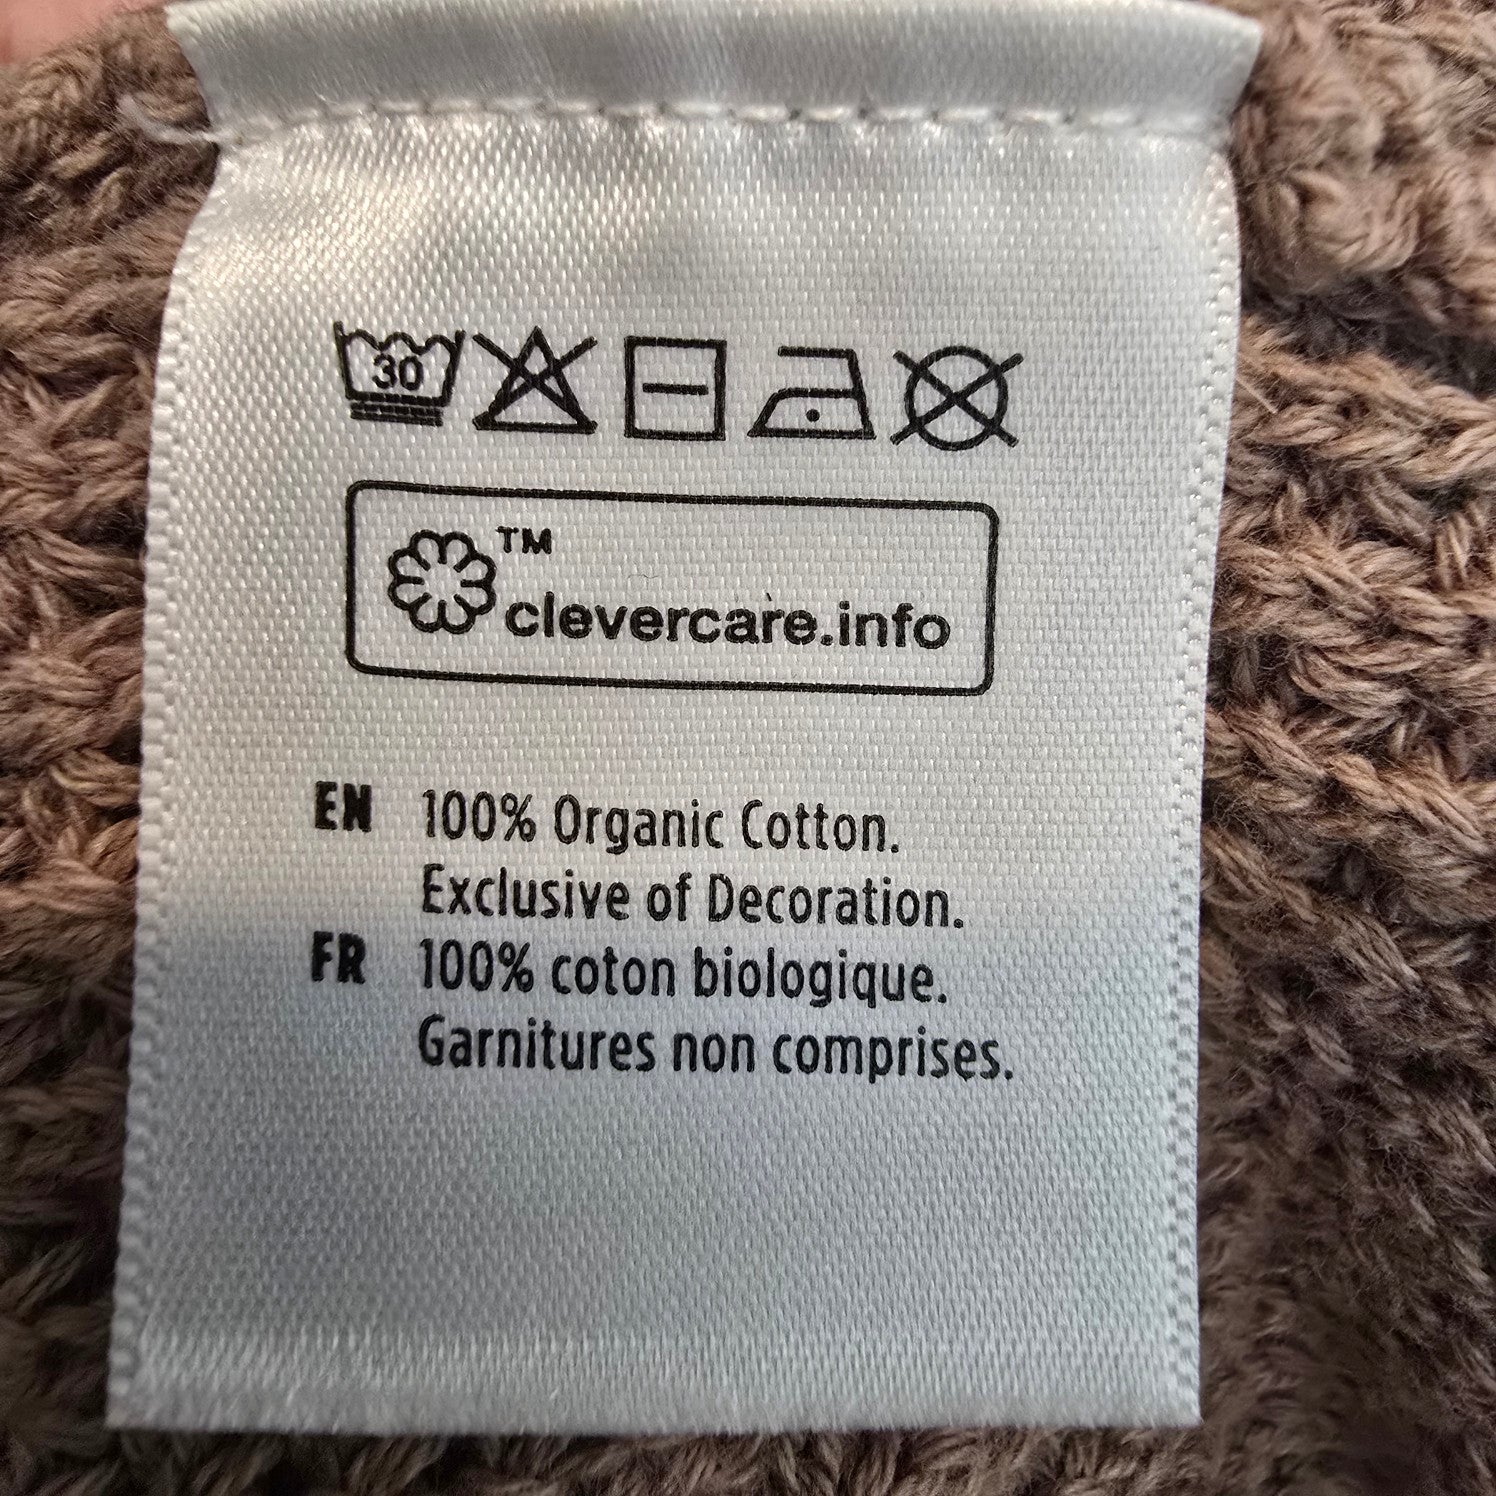 30
™
clevercare.info
EN 100% Organic Cotton.
Exclusive of Decoration.
FR 100% coton biologique.
Garnitures non comprises.